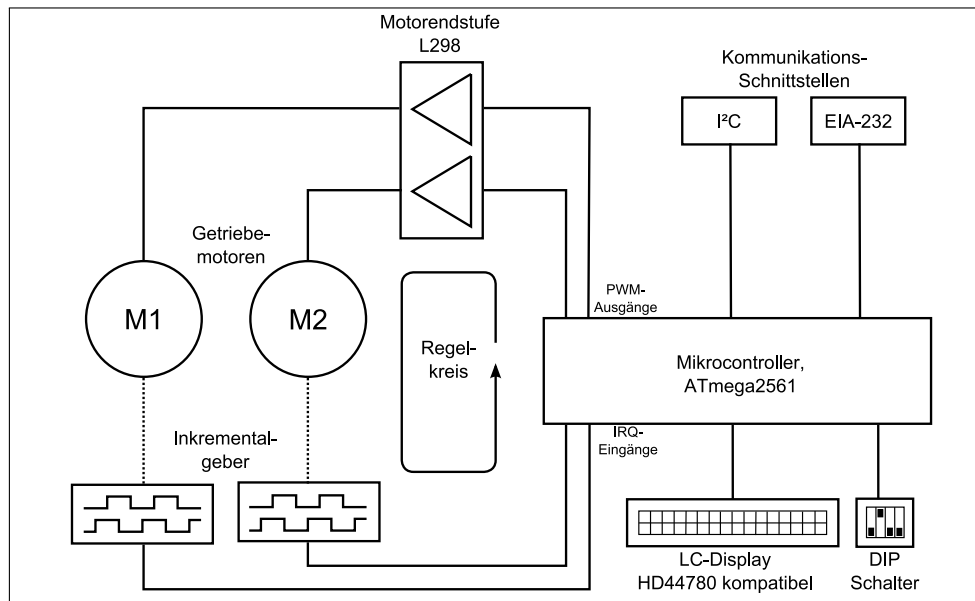 Motorendstufe
L298
Kommunikations-
Schnittstellen
I²C
EIA-232
Getriebe-
motoren
M1
M2
PWM-
Ausgänge
Regel-
kreis
Mikrocontroller,
ATmega2561
IRQ-
Eingänge
Inkremental-
geber
LC-Display
HD44780 kompatibel
DIP
Schalter